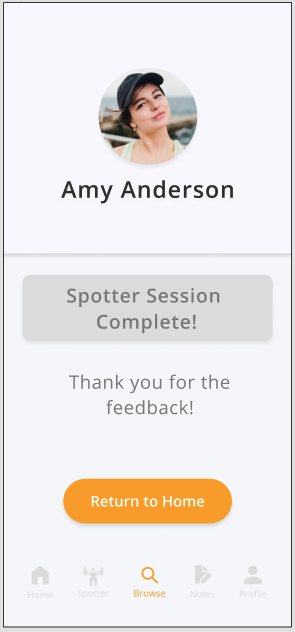 Amy Anderson
Spotter Session
Complete!
Thank you for the
feedback!
Return to Home
Home Spotter Browse Notes Profile